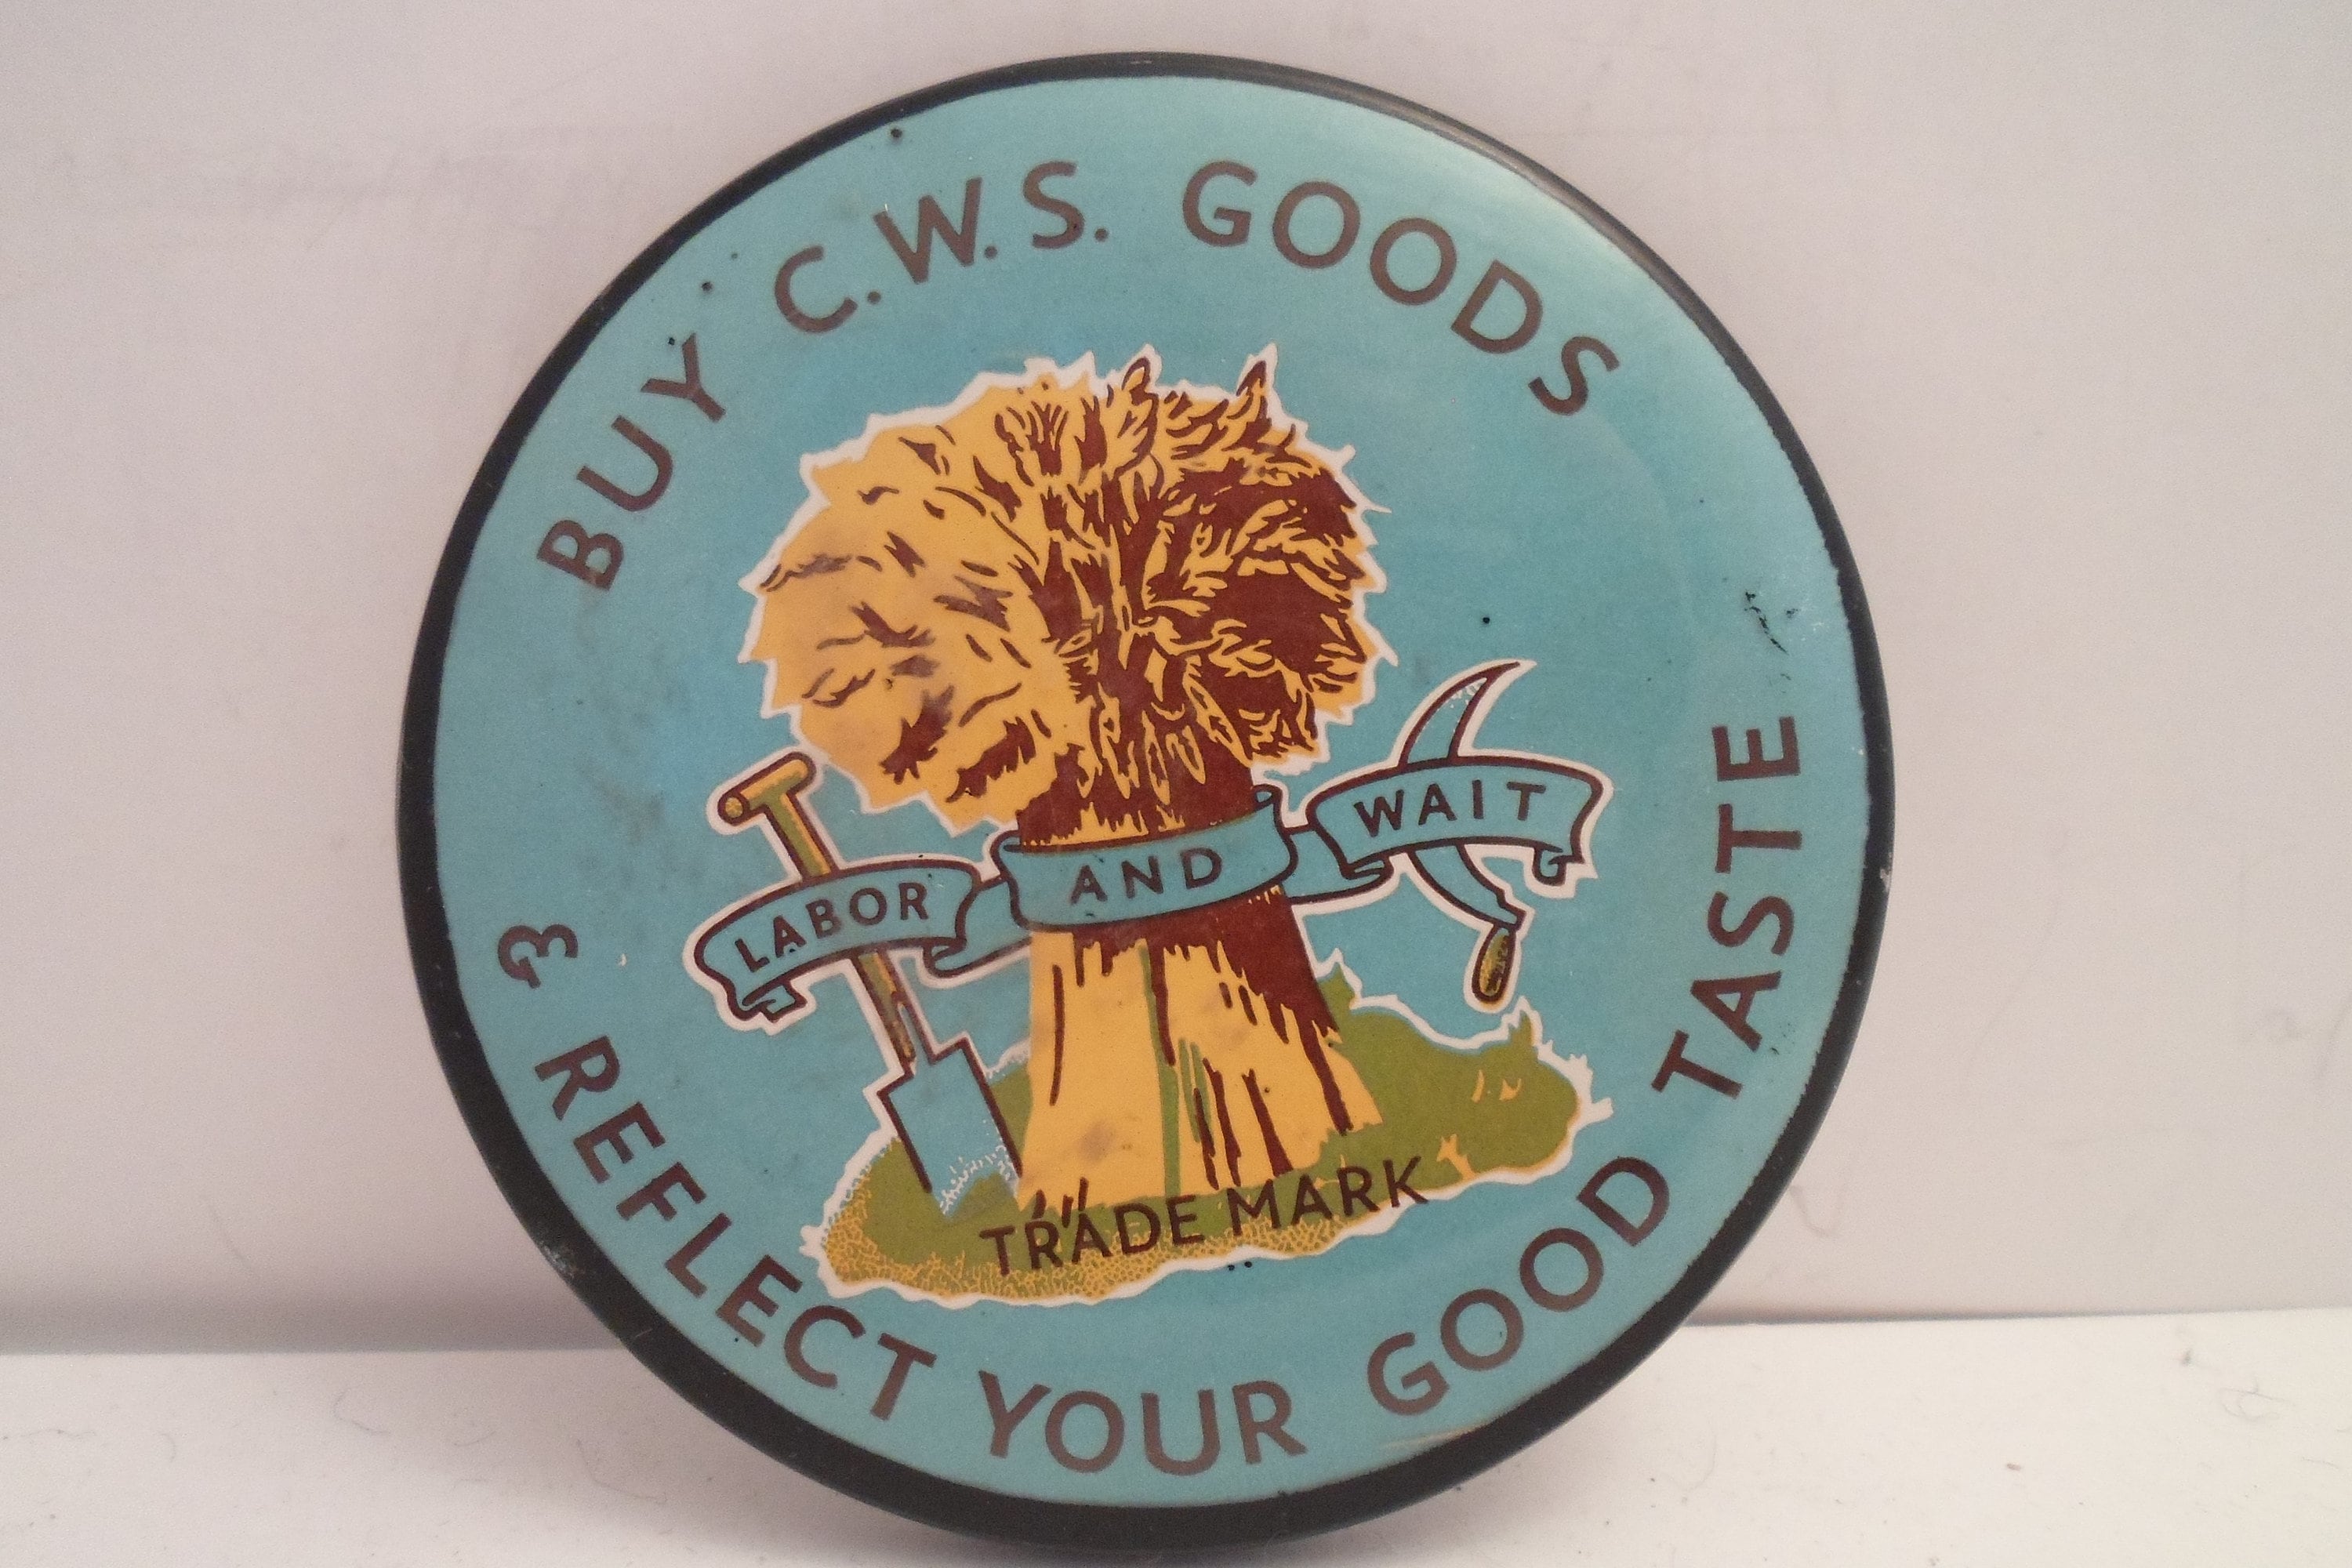 BUY C.W.S. GOODS
& REFLECT YOUR GOOD TASTE
LABOR AND WAIT
TRADE MARK